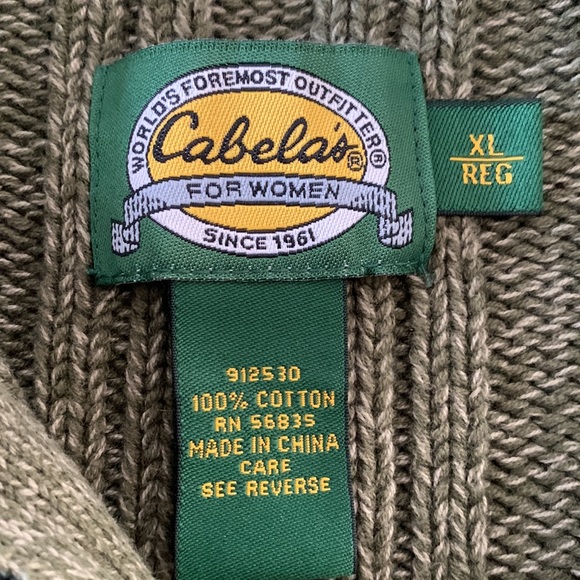 WORLD'S FOREMOST OUTFITTER®
Cabela's®
FOR WOMEN
SINCE 1961
XL
REG
912530
100% COTTON
RN 56835
MADE IN CHINA
CARE
SEE REVERSE